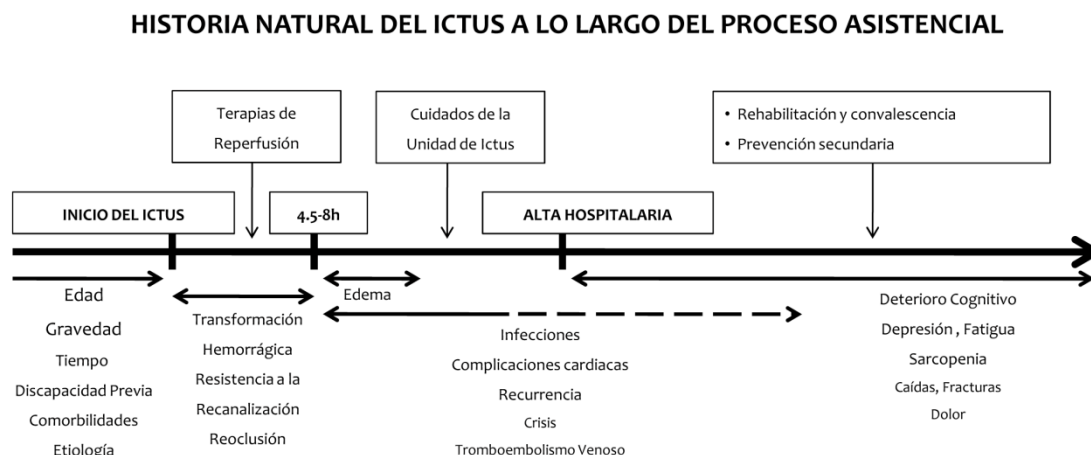 HISTORIA NATURAL DEL ICTUS A LO LARGO DEL PROCESO ASISTENCIAL
Terapias de
Reperfusión
Cuidados de la
Unidad de Ictus
• Rehabilitación y convalescencia
• Prevención secundaria
INICIO DEL ICTUS
4.5-8h
ALTA HOSPITALARIA
Edad
Gravedad
Tiempo
Discapacidad Previa
Comorbilidades
Etiología
Transformación
Hemorrágica
Resistencia a la
Recanalización
Reoclusión
Edema
Infecciones
Complicaciones cardiacas
Recurrencia
Crisis
Tromboembolismo Venoso
Deterioro Cognitivo
Depresión , Fatigua
Sarcopenia
Caídas, Fracturas
Dolor